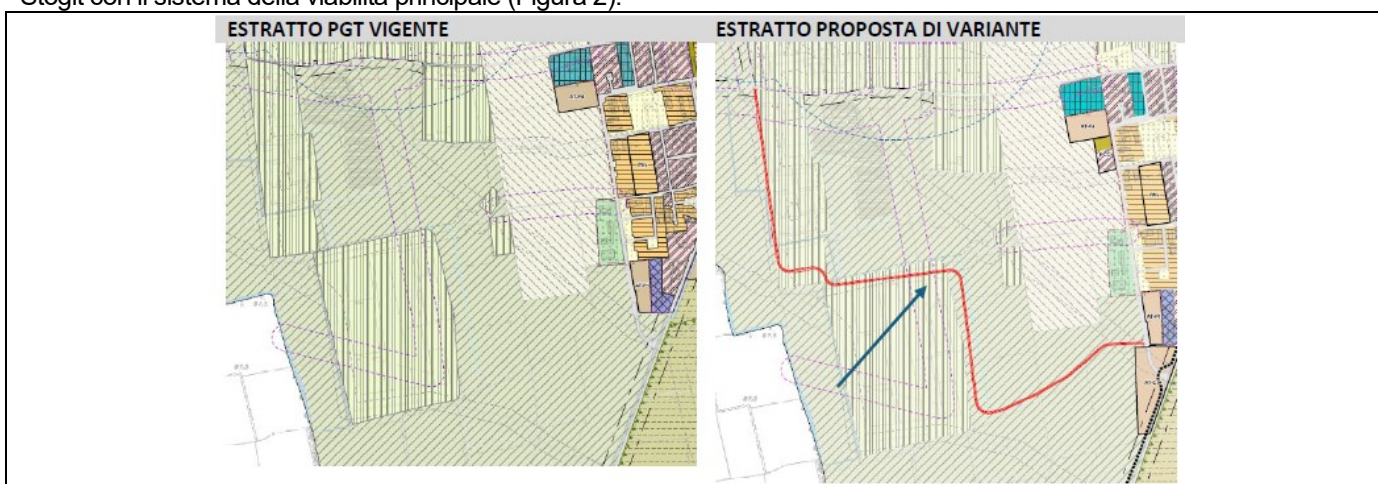 Stogit con il sistema della viabilità principale (Figura 2).
ESTRATTO PGT VIGENTE
ESTRATTO PROPOSTA DI VARIANTE